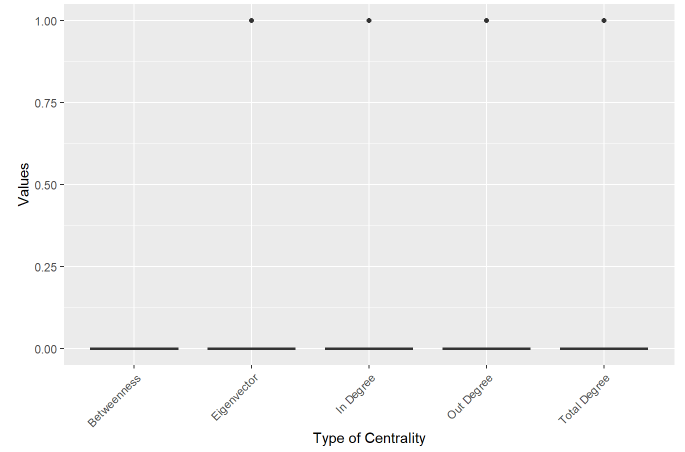 1.00
0.75
0.50
0.25
0.00
Values
Betweenness
Eigenvector
In Degree
Out Degree
Total Degree
Type of Centrality